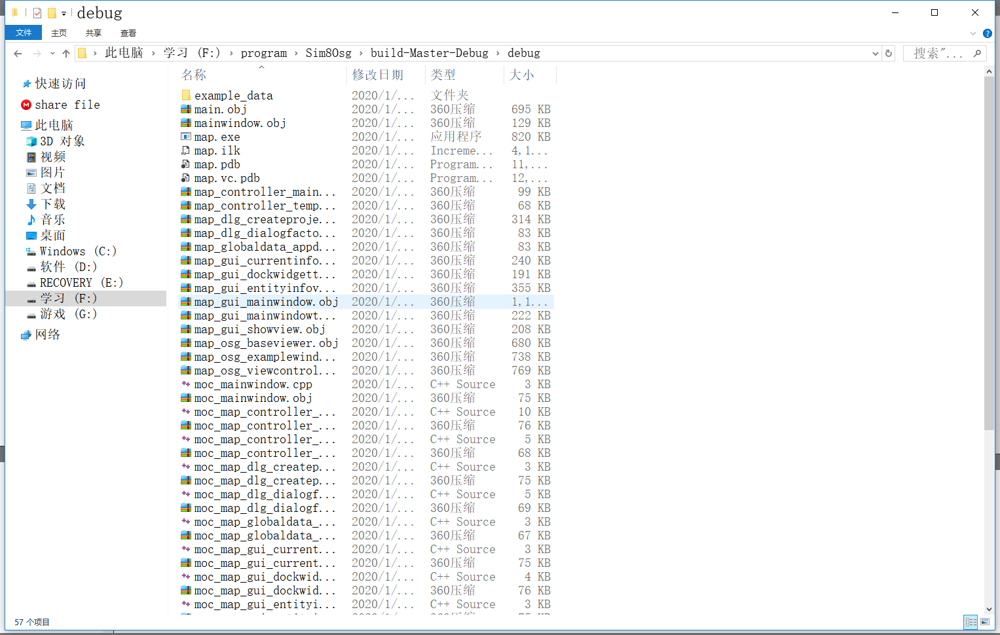 debug
文件 主页 共享 查看
此电脑 学习 (F:) program Sim80sg build-Master-Debug debug 搜索"...
名称 修改日期 类型 大小
快速访问
share file
此电脑
3D 对象
视频
图片
文档
下载
音乐
桌面
Windows (C:)
软件 (D:)
RECOVERY (E:)
学习 (F:)
游戏 (G:)
网络
example_data 2020/1/... 文件夹
main.obj 2020/1/... 360压缩 695 KB
mainwindow.obj 2020/1/... 360压缩 129 KB
map.exe 2020/1/... 应用程序 820 KB
map.ilk 2020/1/... Increme... 4,1...
map.pdb 2020/1/... Program... 11,...
map.vc.pdb 2020/1/... Program... 12,...
map_controller_main... 2020/1/... 360压缩 99 KB
map_controller_temp... 2020/1/... 360压缩 68 KB
map_dlg_createproje... 2020/1/... 360压缩 314 KB
map_dlg_dialogfacto... 2020/1/... 360压缩 83 KB
map_globaldata_appd... 2020/1/... 360压缩 83 KB
map_gui_currentinfo... 2020/1/... 360压缩 240 KB
map_gui_dockwidgett... 2020/1/... 360压缩 191 KB
map_gui_entityinfov... 2020/1/... 360压缩 355 KB
map_gui_mainwindow.obj 2020/1/... 360压缩 1,1...
map_gui_mainwindowt... 2020/1/... 360压缩 222 KB
map_gui_showview.obj 2020/1/... 360压缩 208 KB
map_osg_baseviewer.obj 2020/1/... 360压缩 680 KB
map_osg_examplewind... 2020/1/... 360压缩 738 KB
map_osg_viewcontrol... 2020/1/... 360压缩 769 KB
moc_mainwindow.cpp 2020/1/... C++ Source 3 KB
moc_mainwindow.obj 2020/1/... 360压缩 75 KB
moc_map_controller_... 2020/1/... C++ Source 10 KB
moc_map_controller_... 2020/1/... 360压缩 76 KB
moc_map_controller_... 2020/1/... C++ Source 5 KB
moc_map_controller_... 2020/1/... 360压缩 68 KB
moc_map_dlg_createp... 2020/1/... C++ Source 3 KB
moc_map_dlg_createp... 2020/1/... 360压缩 75 KB
moc_map_dlg_dialogf... 2020/1/... C++ Source 5 KB
moc_map_dlg_dialogf... 2020/1/... 360压缩 69 KB
moc_map_globaldata_... 2020/1/... C++ Source 3 KB
moc_map_globaldata_... 2020/1/... 360压缩 67 KB
moc_map_gui_current... 2020/1/... C++ Source 3 KB
moc_map_gui_current... 2020/1/... 360压缩 75 KB
moc_map_gui_dockwid... 2020/1/... C++ Source 4 KB
moc_map_gui_dockwid... 2020/1/... 360压缩 76 KB
moc_map_gui_entityi... 2020/1/... C++ Source 3 KB
57 个项目